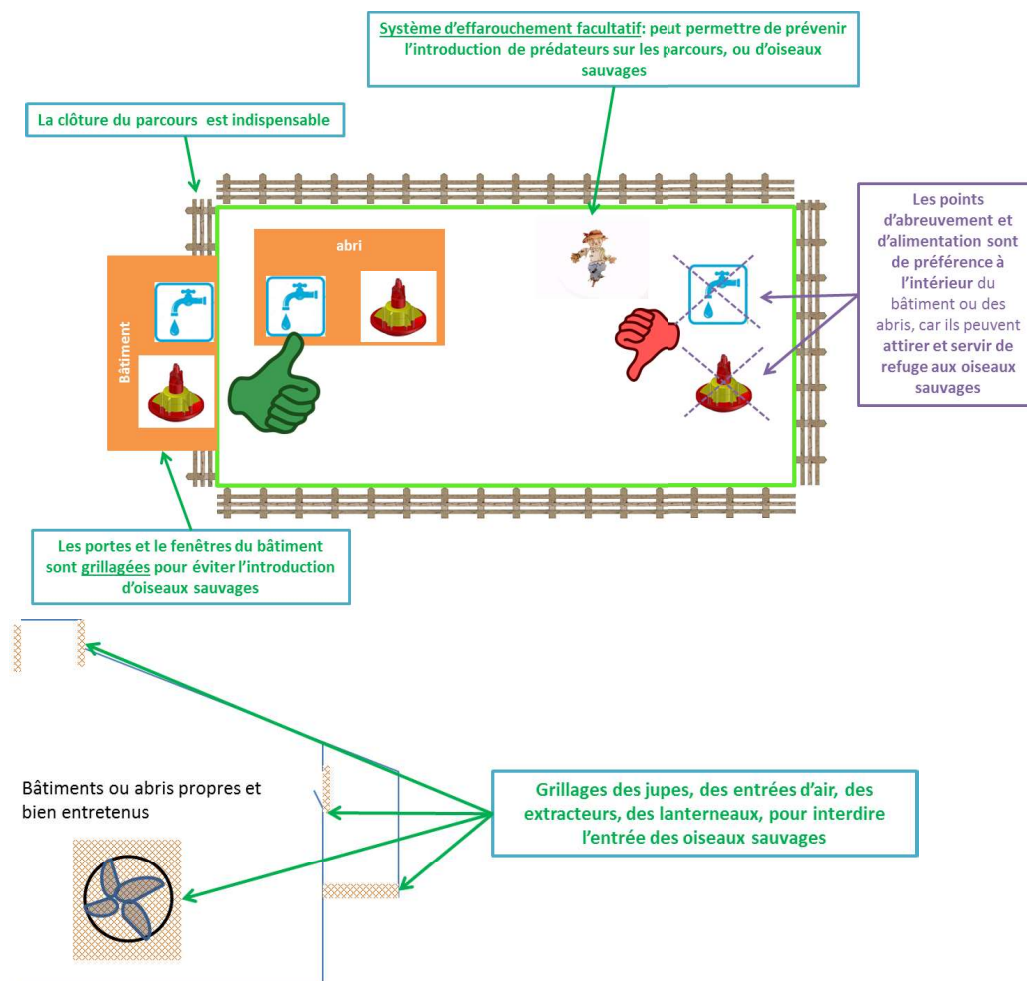 Système d'effarouchement facultatif: peut permettre de prévenir
l'introduction de prédateurs sur les parcours, ou d'oiseaux
sauvages
La clôture du parcours est indispensable
Les points
d'abreuvement et
d'alimentation sont
de préférence à
l'intérieur du
bâtiment ou des
abris, car ils peuvent
attirer et servir de
refuge aux oiseaux
sauvages
abri
Bâtiment
Les portes et le fenêtres du bâtiment
sont grillagées pour éviter l'introduction
d'oiseaux sauvages
Bâtiments ou abris propres et
bien entretenus
Grillages des jupes, des entrées d'air, des
extracteurs, des lanterneaux, pour interdire
l'entrée des oiseaux sauvages